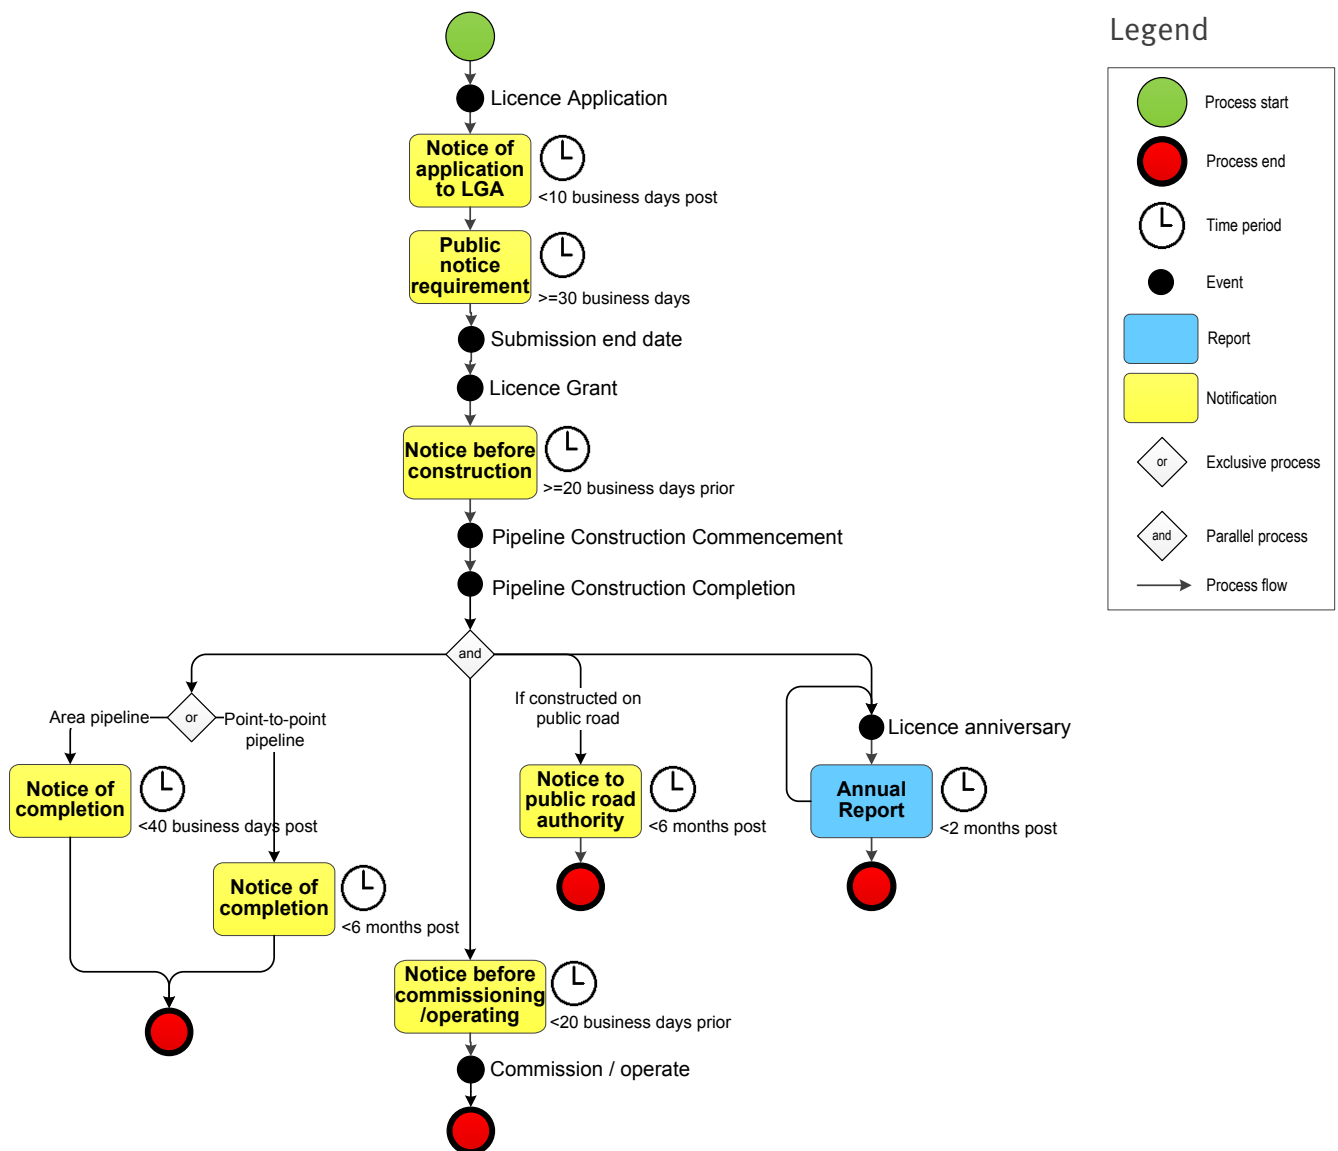 Legend
Process start
Process end
Time period
Event
Report
Notification
or
Exclusive process
and
Parallel process
Process flow
Licence Application
Notice of
application
to LGA
<10 business days post
Public
notice
requirement
>=30 business days
Submission end date
Licence Grant
Notice before
construction
>=20 business days prior
Pipeline Construction Commencement
Pipeline Construction Completion
and
Area pipeline
or
Point-to-point
pipeline
If constructed on
public road
Licence anniversary
Notice of
completion
<40 business days post
Notice to
public road
authority
<6 months post
Annual
Report
<2 months post
Notice of
completion
<6 months post
Notice before
commissioning
/operating
<20 business days prior
Commission / operate